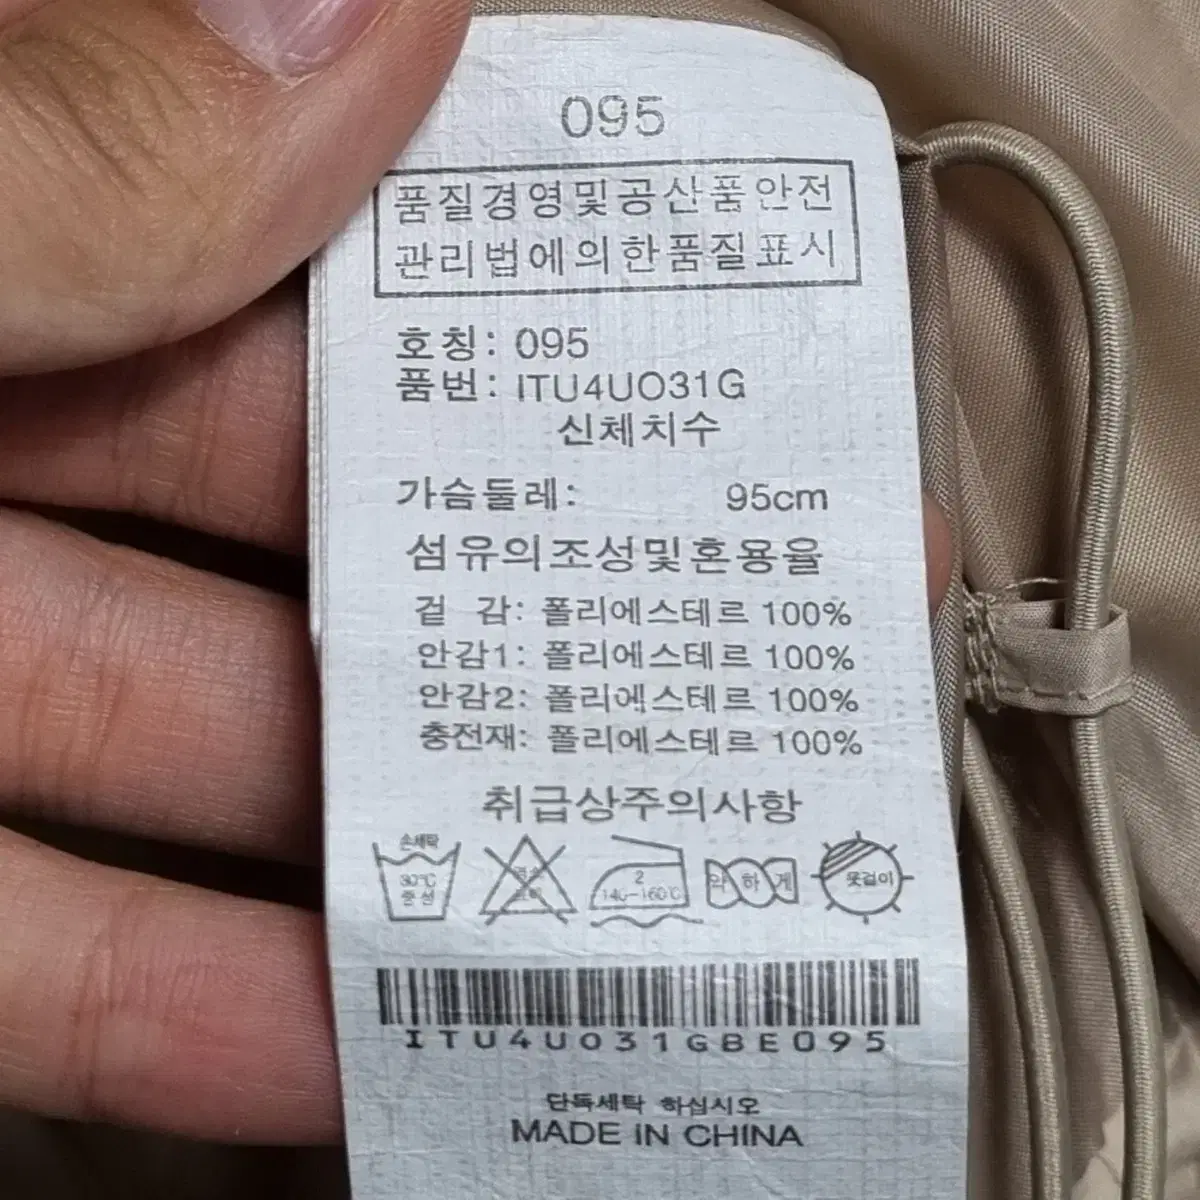 095
품질경영및공산품안전
관리법에의한품질표시
호칭: 095
품번: ITU4UO31G
신체치수
가슴둘레: 95cm
섬유의조성및혼용율
겉 감: 폴리에스테르 100%
안감1: 폴리에스테르 100%
안감2: 폴리에스테르 100%
충전재: 폴리에스테르 100%
취급상주의사항
손세탁
30℃
중성
2
140-160℃
약하게
옷걸이
ITU4UO31GBE095
단독세탁 하십시오
MADE IN CHINA